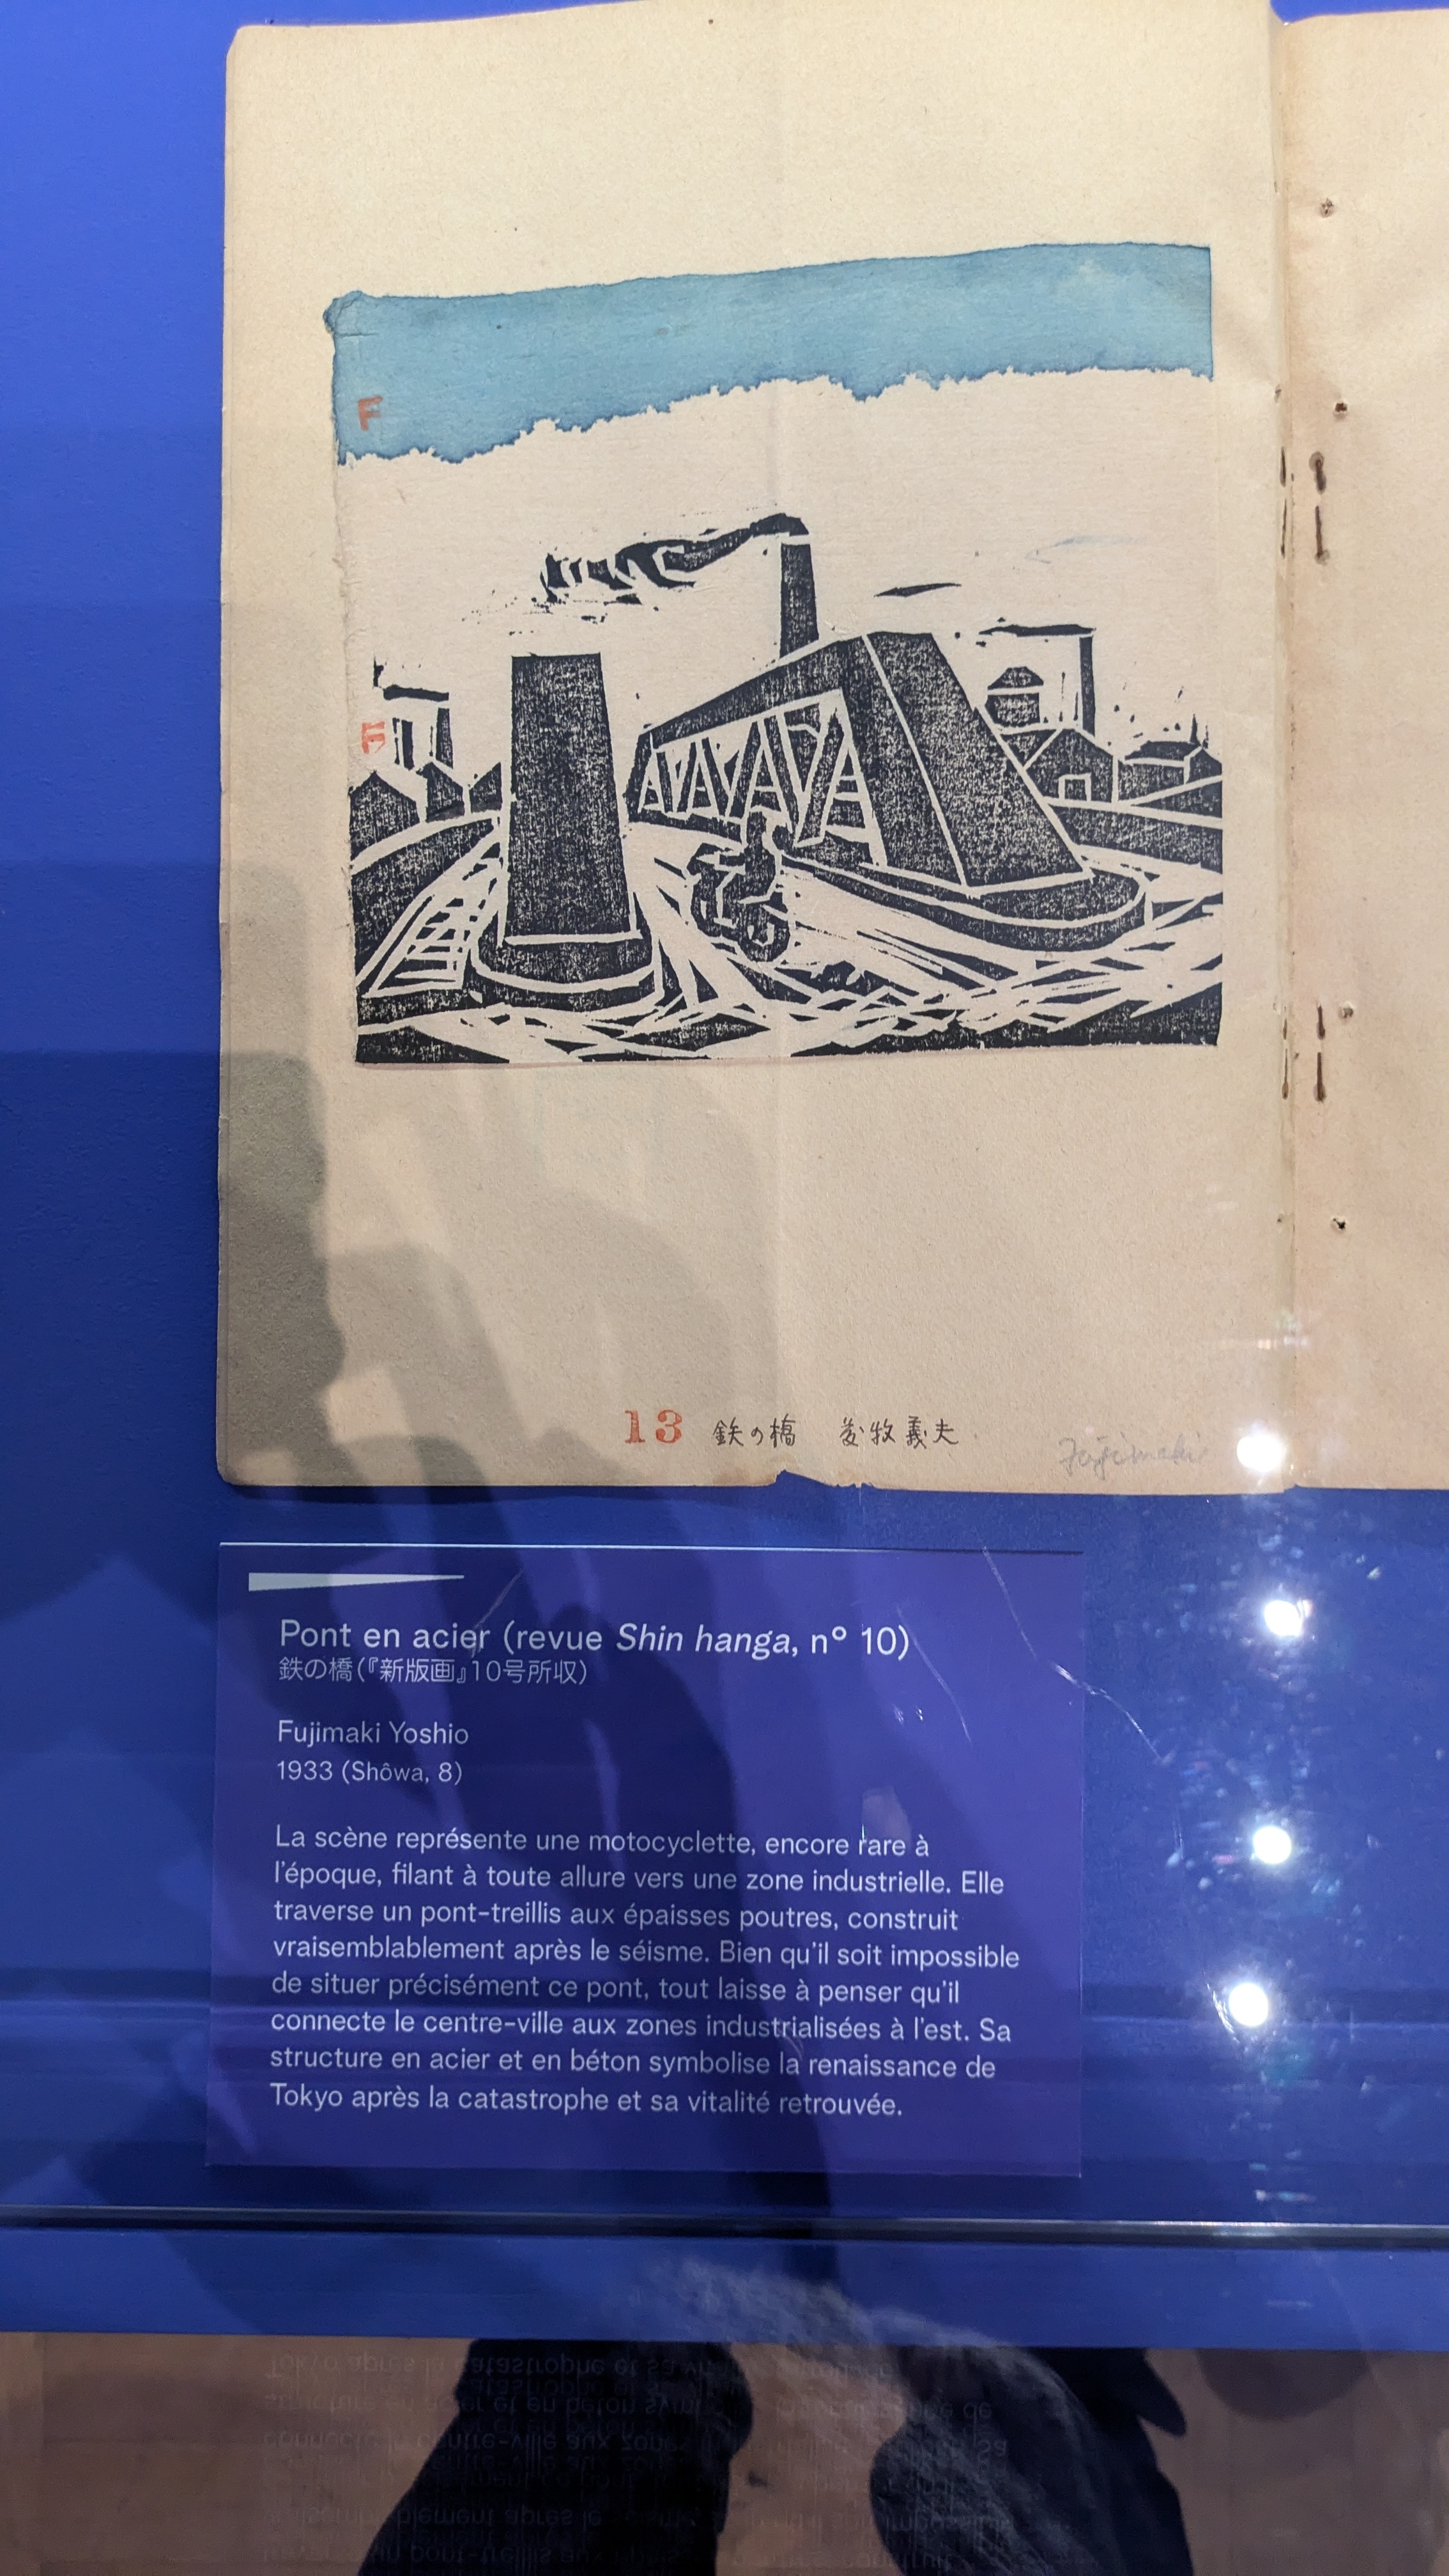 F
F
13 鉄の橋 藤牧義夫
Fujimaki
Pont en acier (revue Shin hanga, n° 10)
鉄の橋(『新版画』10号所収)
Fujimaki Yoshio
1933 (Shôwa, 8)
La scène représente une motocyclette, encore rare à
l'époque, filant à toute allure vers une zone industrielle. Elle
traverse un pont-treillis aux épaisses poutres, construit
vraisemblablement après le séisme. Bien qu'il soit impossible
de situer précisément ce pont, tout laisse à penser qu'il
connecte le centre-ville aux zones industrialisées à l'est. Sa
structure en acier et en béton symbolise la renaissance de
Tokyo après la catastrophe et sa vitalité retrouvée.